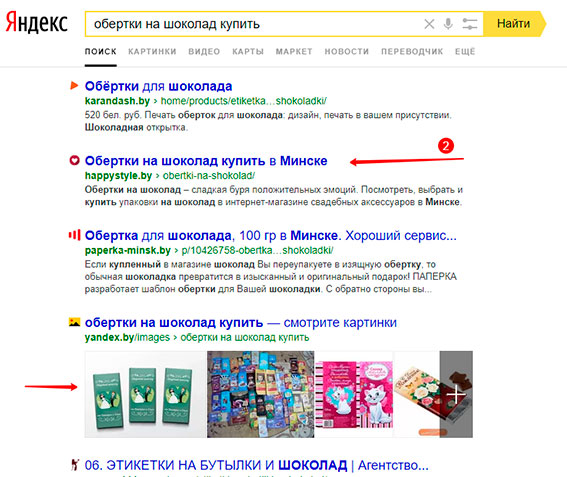 Яндекс
обертки на шоколад купить
Найти
ПОИСК КАРТИНКИ ВИДЕО КАРТЫ МАРКЕТ НОВОСТИ ПЕРЕВОДЧИК ЕЩЁ
Обёртки для шоколада
karandash.by › home/products/etiketka…shokoladki/
520 бел. руб. Печать оберток для шоколада: дизайн, печать в вашем присутствии.
Шоколадная открытка.
2
Обертки на шоколад купить в Минске
happystyle.by › obertki-na-shokolad/
Обертки на шоколад – сладкая буря положительных эмоций. Посмотреть, выбрать и
купить упаковки на шоколад в интернет-магазине свадебных аксессуаров в Минске.
Обертка для шоколада, 100 гр в Минске. Хороший сервис...
paperka-minsk.by › p/10426758-obertka…shokoladki/
Если купленный в магазине шоколад Вы переупакуете в изящную обертку, то
обычная шоколадка превратится в изысканный и оригинальный подарок! ПАПЕРКА
разработает шаблон обертки для Вашей шоколадки. С обратно стороны вы...
обертки на шоколад купить — смотрите картинки
yandex.by/images › обертки на шоколад купить
06. ЭТИКЕТКИ НА БУТЫЛКИ И ШОКОЛАД | Агентство...